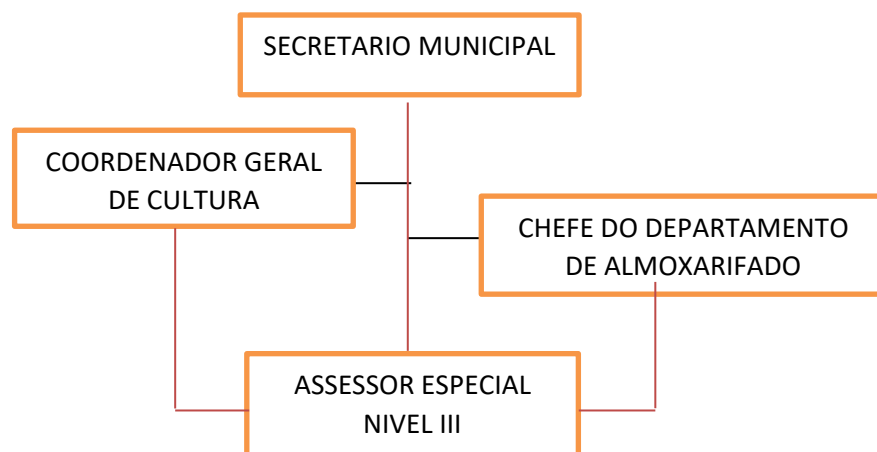 SECRETARIO MUNICIPAL
COORDENADOR GERAL
DE CULTURA
CHEFE DO DEPARTAMENTO
DE ALMOXARIFADO
ASSESSOR ESPECIAL
NIVEL III